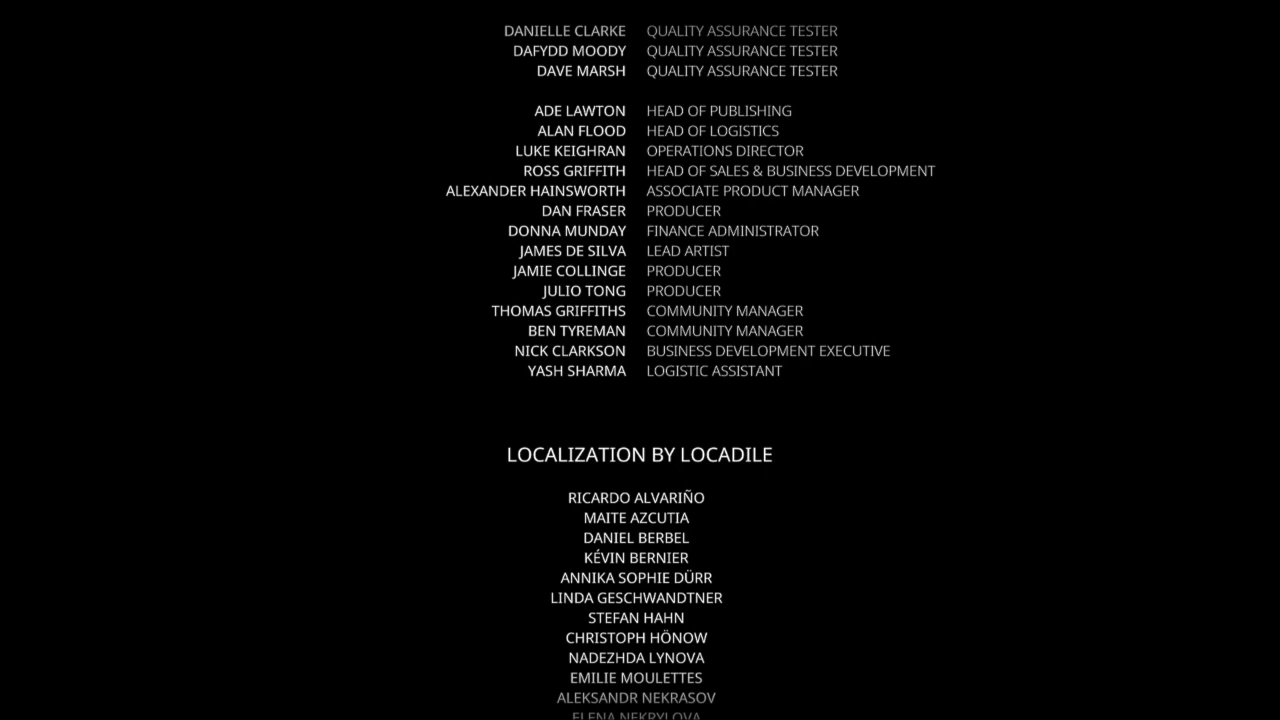 DANIELLE CLARKE QUALITY ASSURANCE TESTER
DAFYDD MOODY QUALITY ASSURANCE TESTER
DAVE MARSH QUALITY ASSURANCE TESTER
ADE LAWTON HEAD OF PUBLISHING
ALAN FLOOD HEAD OF LOGISTICS
LUKE KEIGHRAN OPERATIONS DIRECTOR
ROSS GRIFFITH HEAD OF SALES & BUSINESS DEVELOPMENT
ALEXANDER HAINSWORTH ASSOCIATE PRODUCT MANAGER
DAN FRASER PRODUCER
DONNA MUNDAY FINANCE ADMINISTRATOR
JAMES DE SILVA LEAD ARTIST
JAMIE COLLINGE PRODUCER
JULIO TONG PRODUCER
THOMAS GRIFFITHS COMMUNITY MANAGER
BEN TYREMAN COMMUNITY MANAGER
NICK CLARKSON BUSINESS DEVELOPMENT EXECUTIVE
YASH SHARMA LOGISTIC ASSISTANT
LOCALIZATION BY LOCADILE
RICARDO ALVARIÑO
MAITE AZCUTIA
DANIEL BERBEL
KÉVIN BERNIER
ANNIKA SOPHIE DÜRR
LINDA GESCHWANDTNER
STEFAN HAHN
CHRISTOPH HÖNOW
NADEZHDA LYNOVA
EMILIE MOULETTES
ALEKSANDR NEKRASOV
ELENA NEKRYLOVA